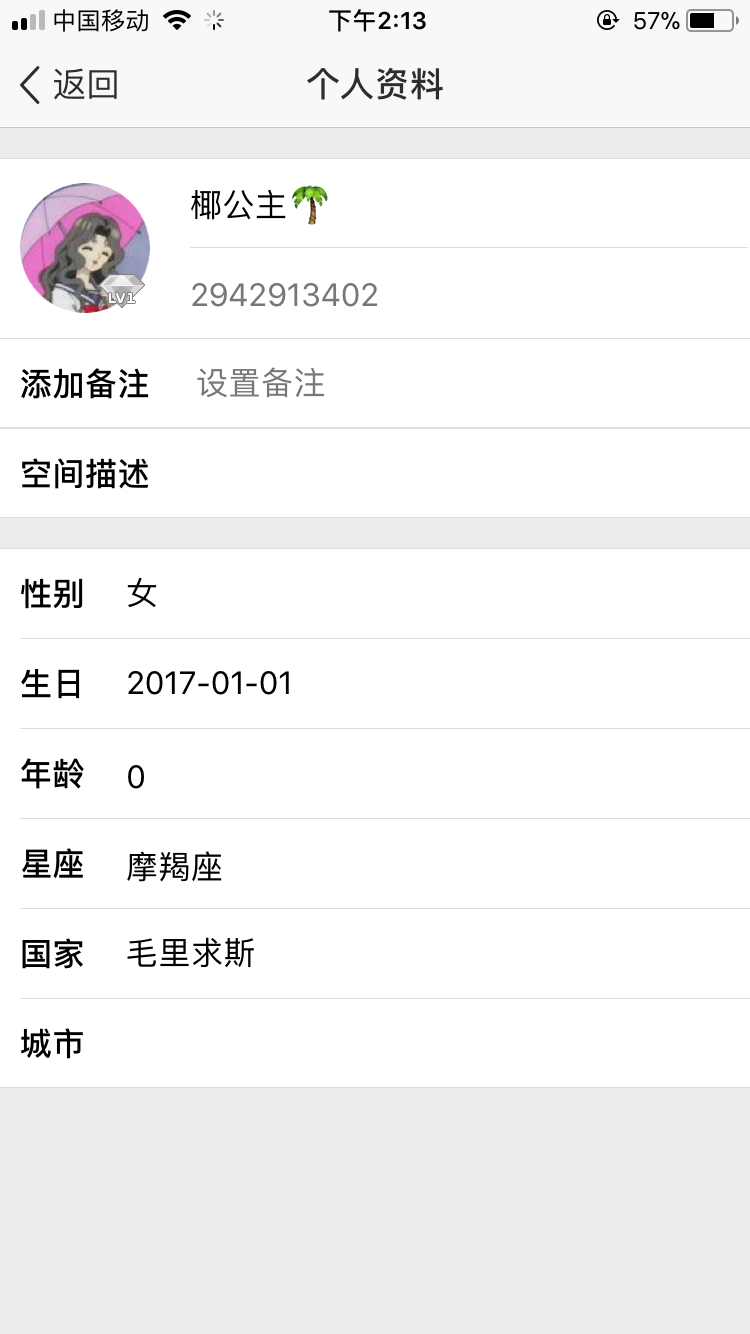 中国移动 下午2:13 57%
返回 个人资料
椰公主🌴
LV1
2942913402
添加备注 设置备注
空间描述
性别 女
生日 2017-01-01
年龄 0
星座 摩羯座
国家 毛里求斯
城市